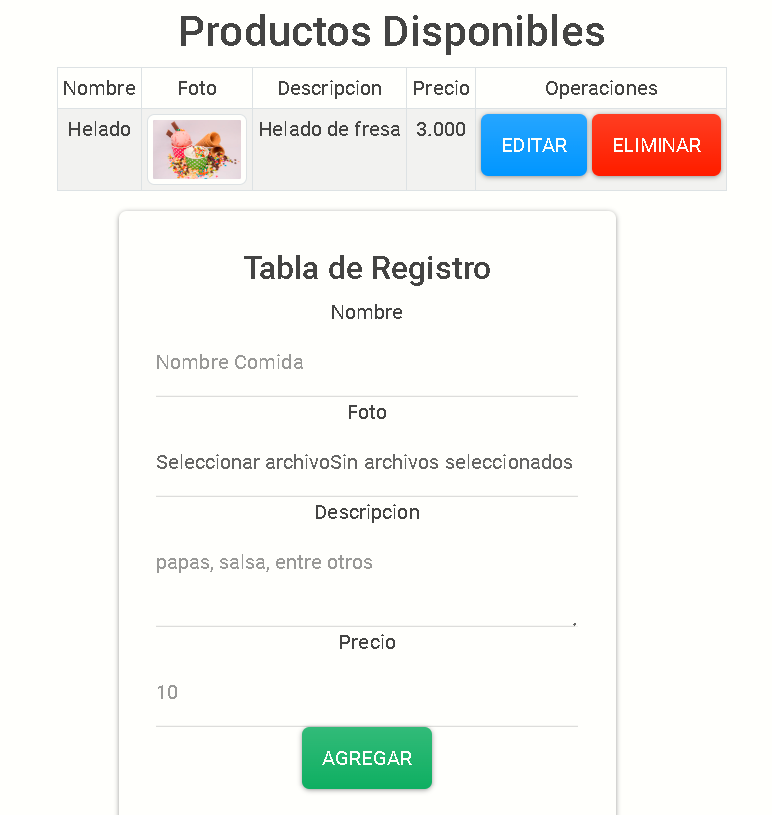 Productos Disponibles
Nombre Foto Descripcion Precio Operaciones
Helado Helado de fresa 3.000 EDITAR ELIMINAR
Tabla de Registro
Nombre
Nombre Comida
Foto
Seleccionar archivoSin archivos seleccionados
Descripcion
papas, salsa, entre otros
Precio
10
AGREGAR